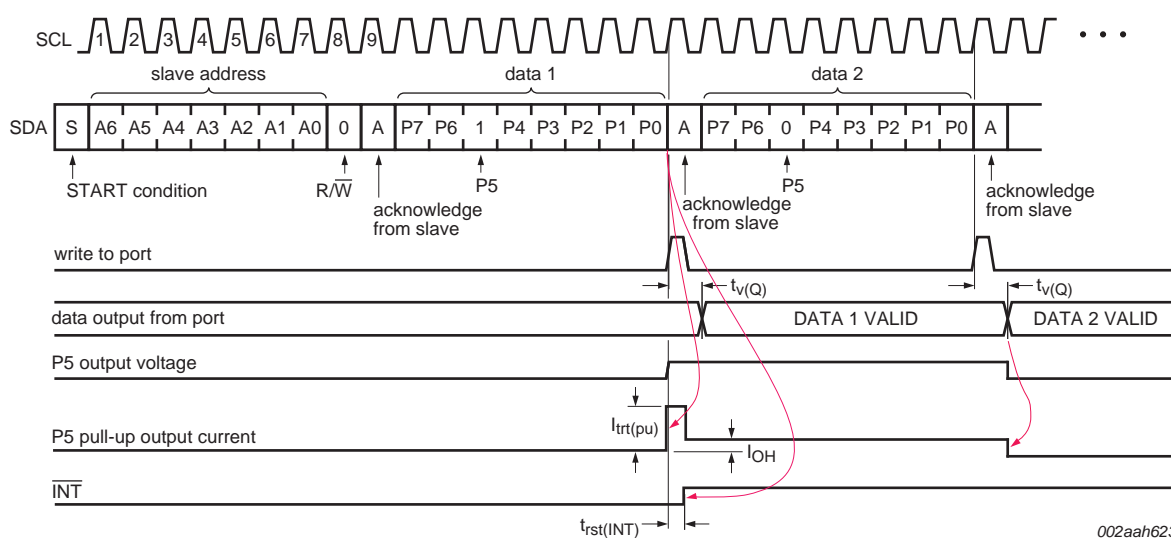 SCL 1 2 3 4 5 6 7 8 9
slave address data 1 data 2
SDA S A6 A5 A4 A3 A2 A1 A0 0 A P7 P6 1 P4 P3 P2 P1 P0 A P7 P6 0 P4 P3 P2 P1 P0 A
START condition R/W P5 P5
acknowledge from slave
acknowledge from slave
acknowledge from slave
write to port
tv(Q) tv(Q)
data output from port DATA 1 VALID DATA 2 VALID
P5 output voltage
P5 pull-up output current Itrt(pu) IOH
INT
trst(INT)
002aah623